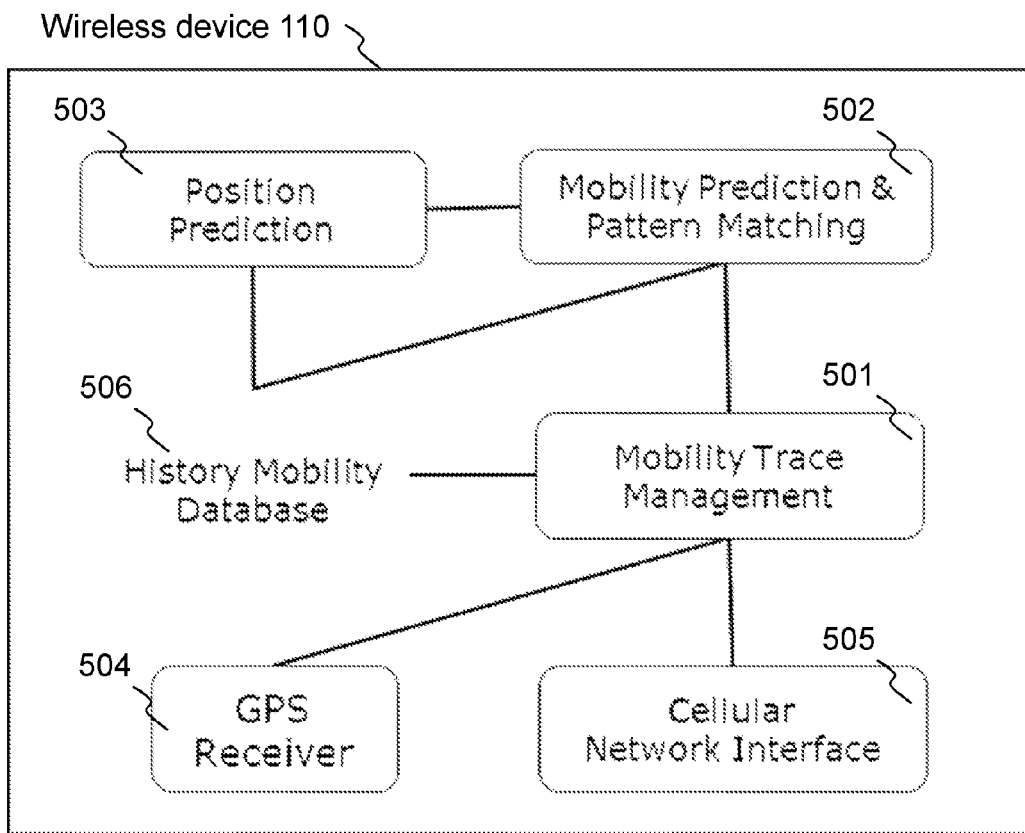 Wireless device 110
503
502
Position
Prediction
Mobility Prediction &
Pattern Matching
506
501
History Mobility
Database
Mobility Trace
Management
504
505
GPS
Receiver
Cellular
Network Interface